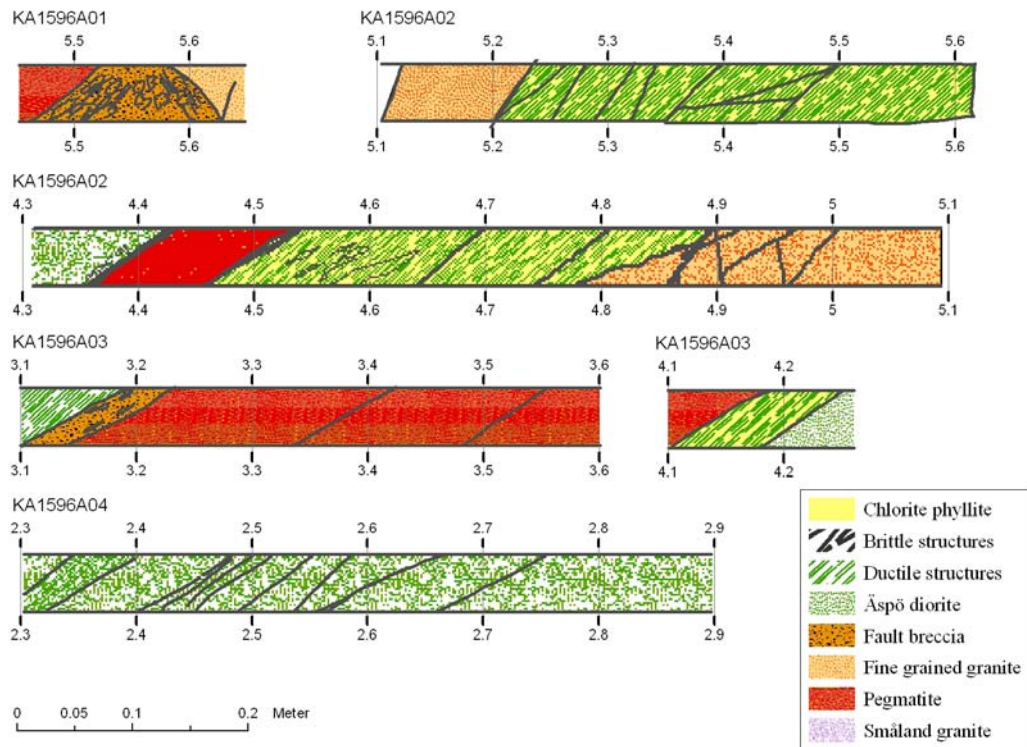 KA1596A01
5.5 5.6
5.5 5.6
KA1596A02
5.1 5.2 5.3 5.4 5.5 5.6
5.1 5.2 5.3 5.4 5.5 5.6
KA1596A02
4.3 4.4 4.5 4.6 4.7 4.8 4.9 5 5.1
4.3 4.4 4.5 4.6 4.7 4.8 4.9 5 5.1
KA1596A03
3.1 3.2 3.3 3.4 3.5 3.6
3.1 3.2 3.3 3.4 3.5 3.6
KA1596A03
4.1 4.2
4.1 4.2
KA1596A04
2.3 2.4 2.5 2.6 2.7 2.8 2.9
2.3 2.4 2.5 2.6 2.7 2.8 2.9
0 0.05 0.1 0.2 Meter
Chlorite phyllite
Brittle structures
Ductile structures
Äspö diorite
Fault breccia
Fine grained granite
Pegmatite
Småland granite